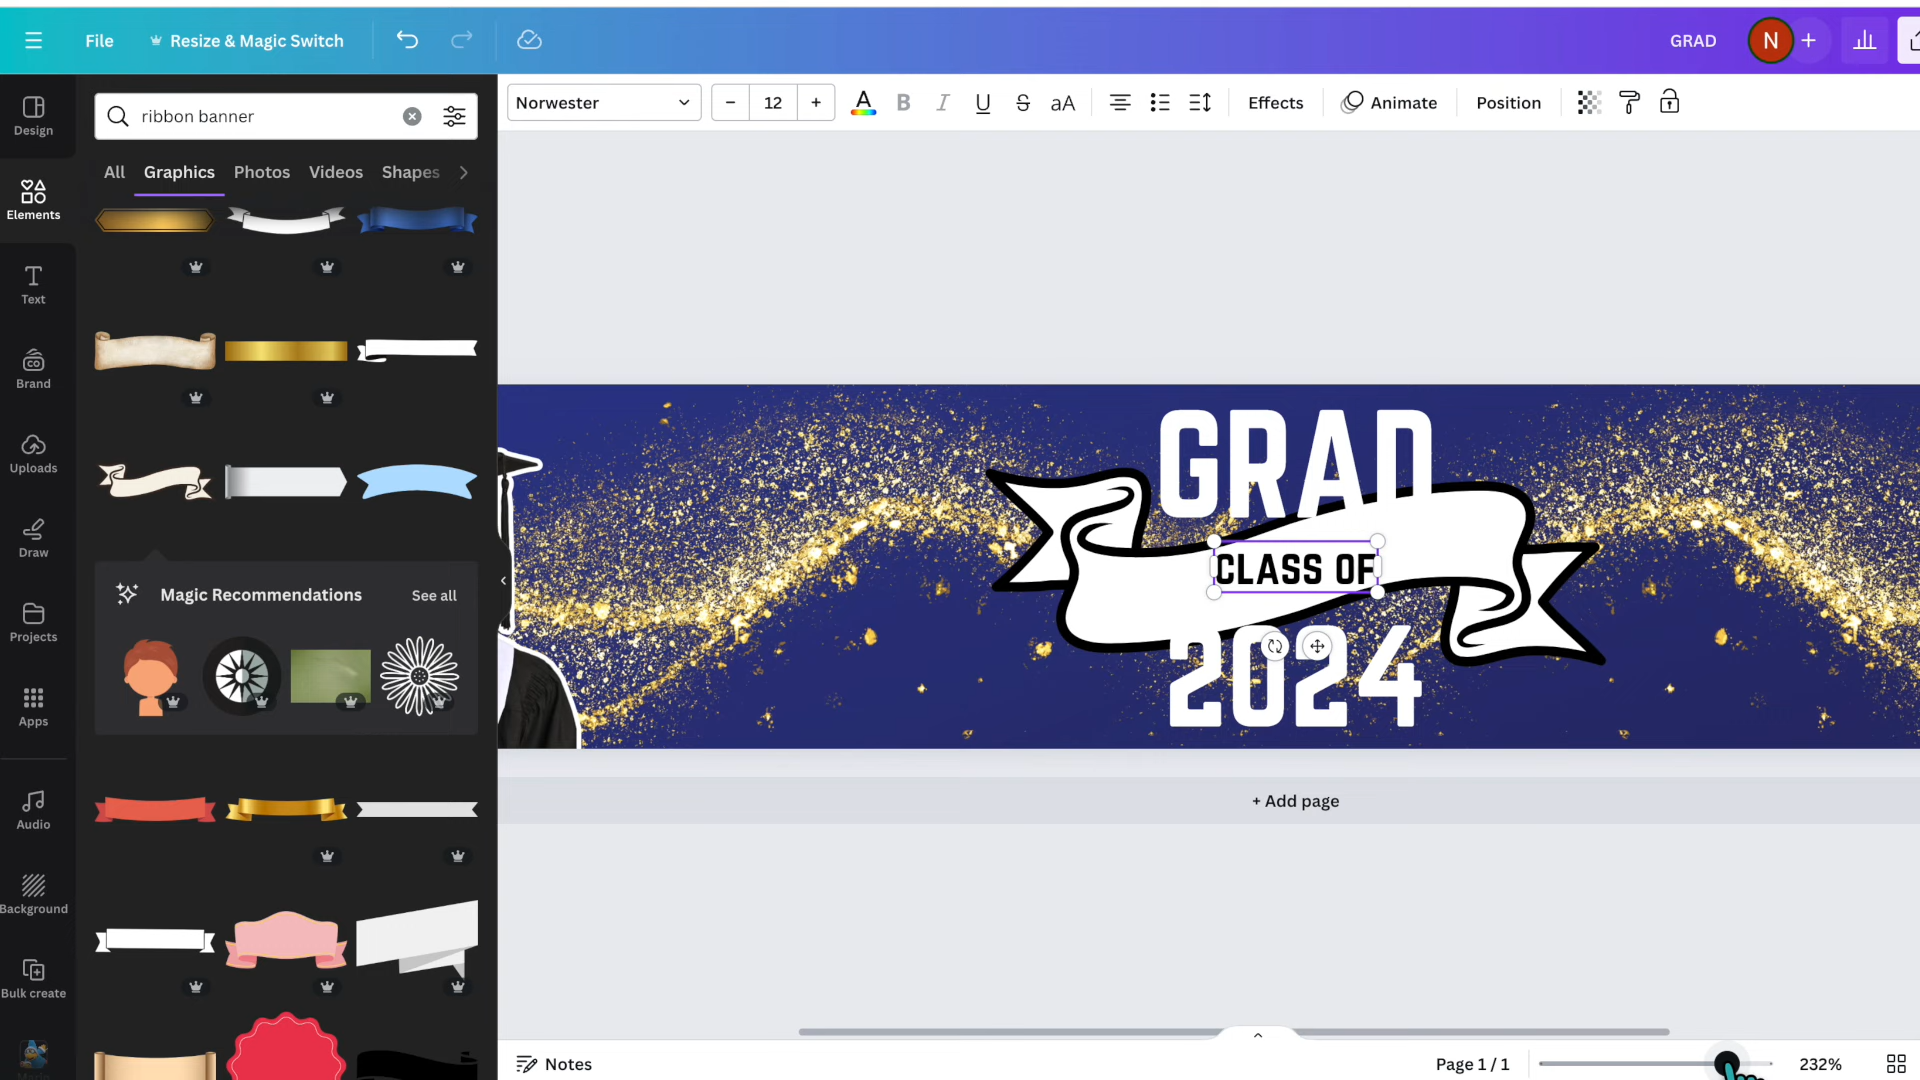 File
Resize & Magic Switch
GRAD
N
+
Design
Elements
Text
Brand
Uploads
Draw
Projects
Apps
Audio
Background
Bulk create
ribbon banner
All
Graphics
Photos
Videos
Shapes
Magic Recommendations
See all
Norwester
–
12
+
A
B
I
U
S
aA
Effects
Animate
Position
GRAD
CLASS OF
2024
+ Add page
Notes
Page 1 / 1
232%